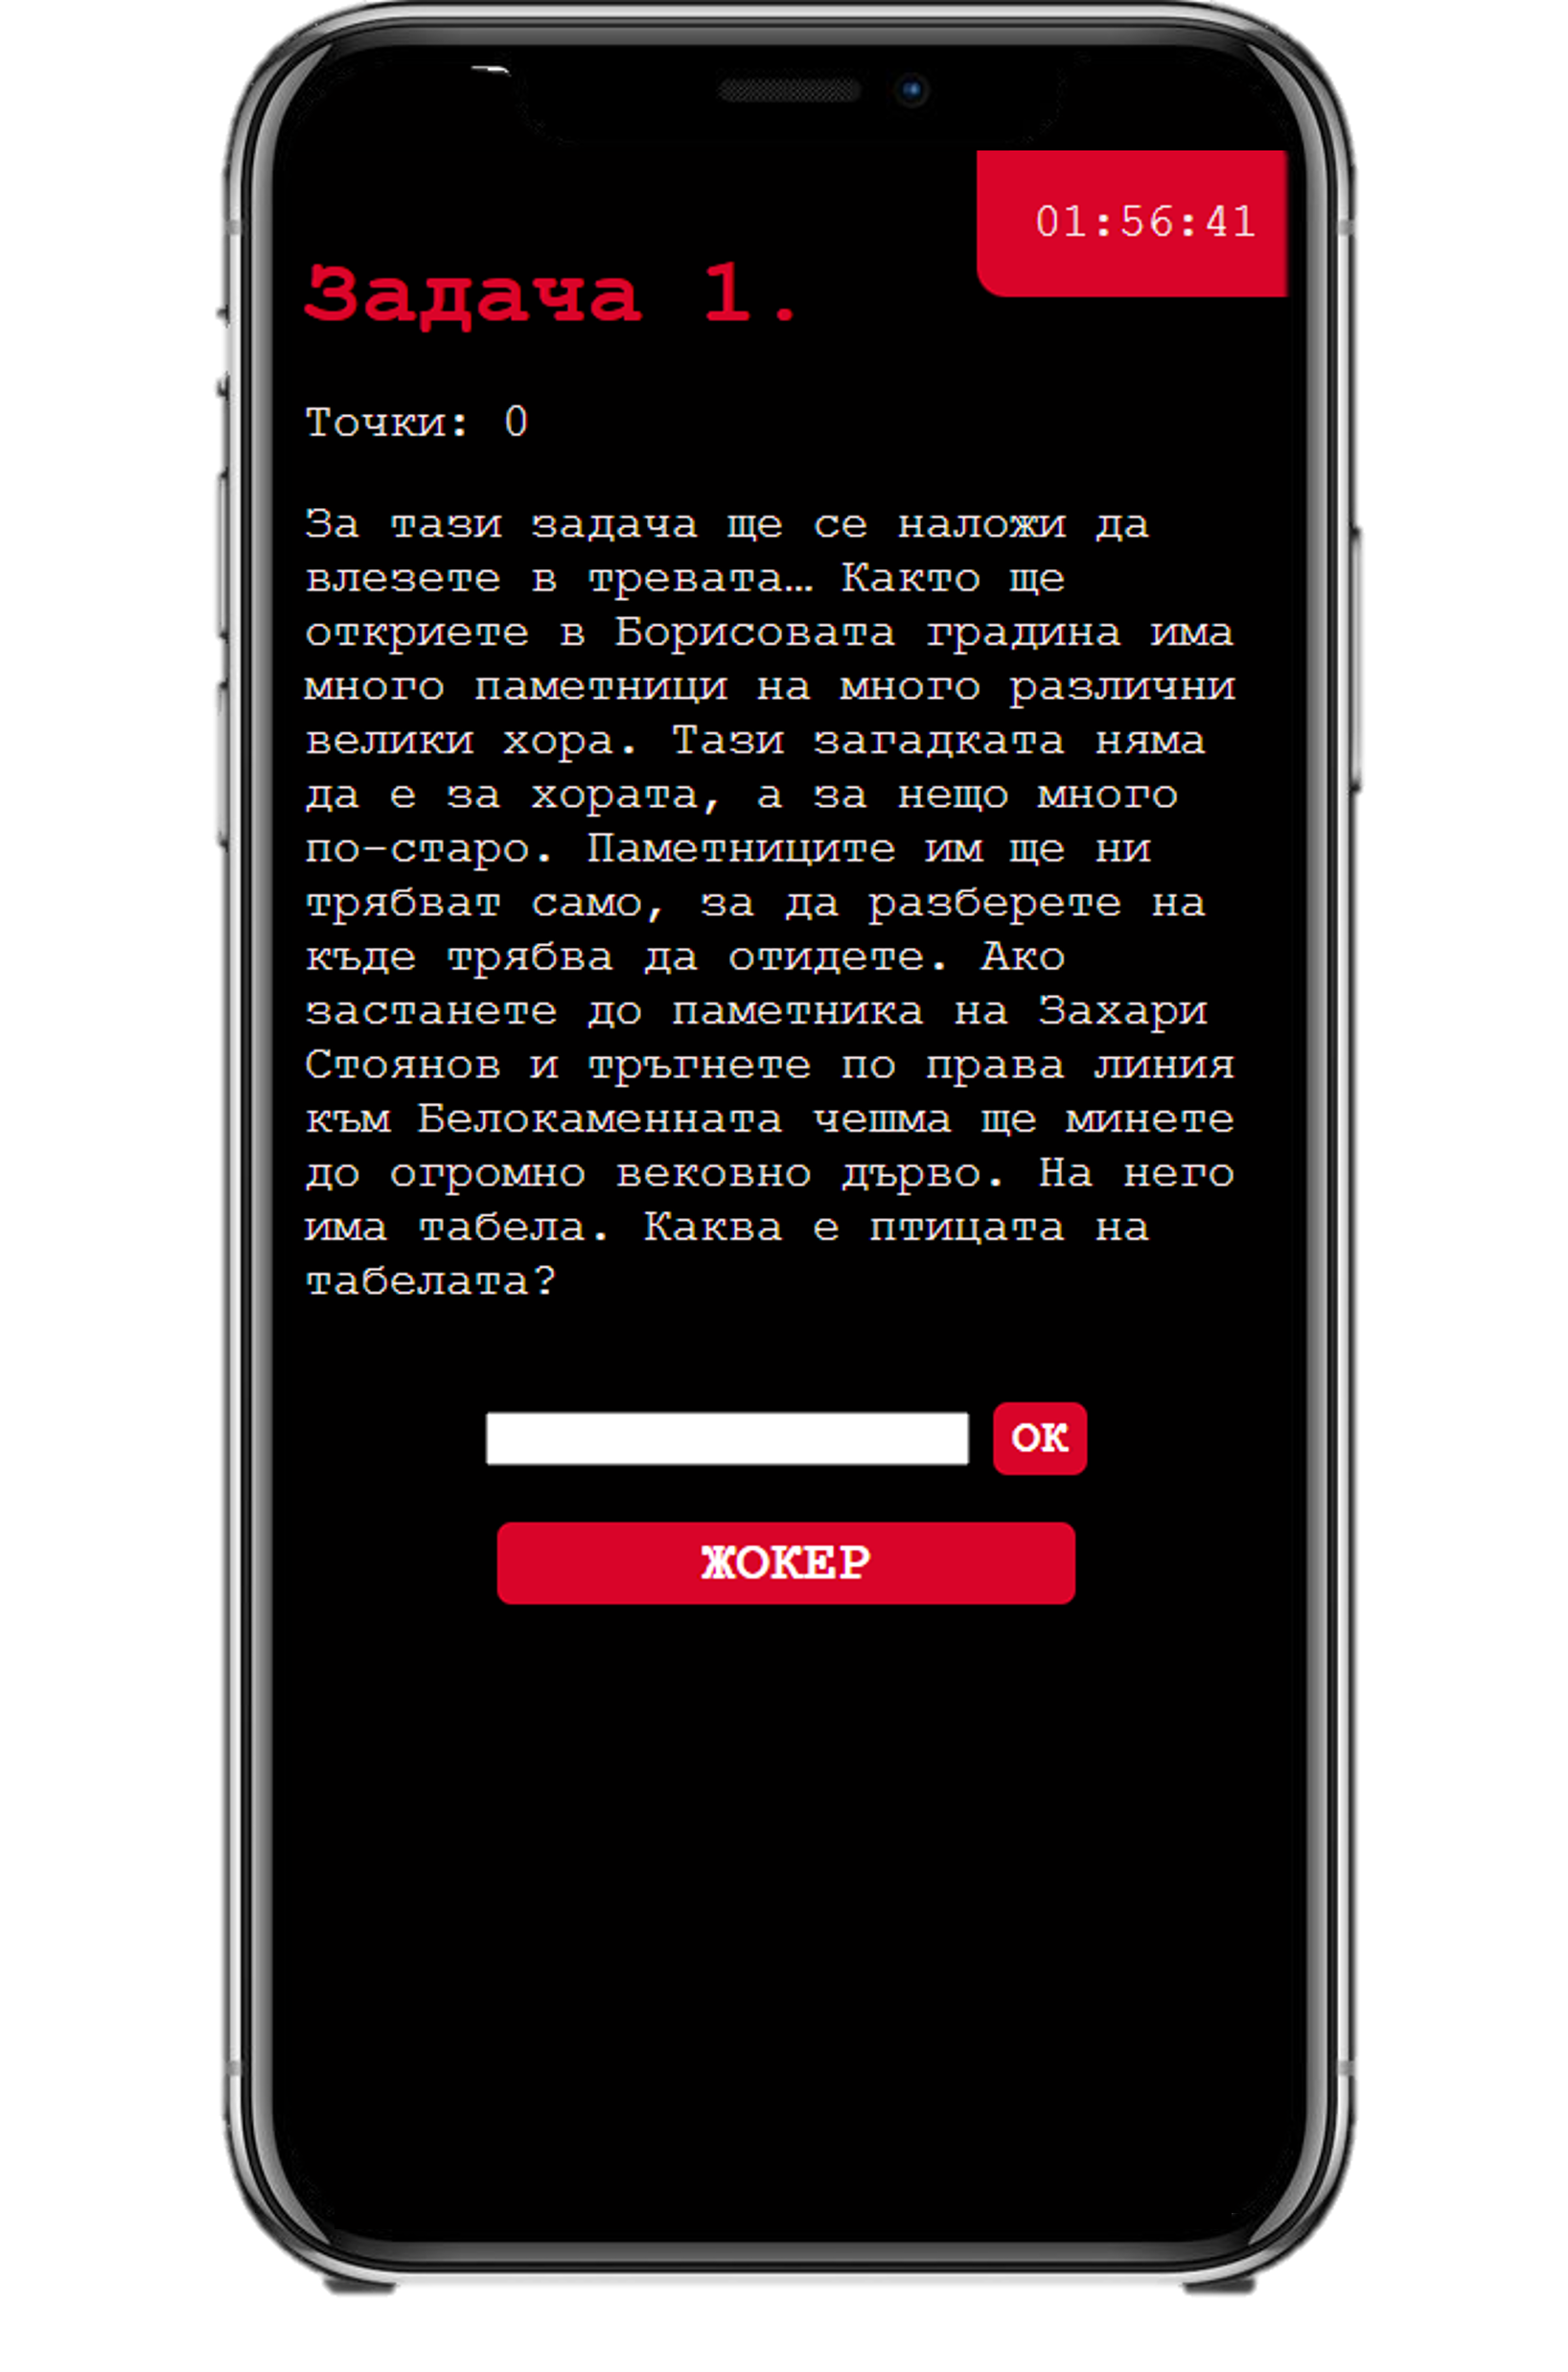 01:56:41
Задача 1.
Точки: 0
За тази задача ще се наложи да
влезете в тревата… Както ще
откриете в Борисовата градина има
много паметници на много различни
велики хора. Тази загадката няма
да е за хората, а за нещо много
по-старо. Паметниците им ще ни
трябват само, за да разберете на
къде трябва да отидете. Ако
застанете до паметника на Захари
Стоянов и тръгнете по права линия
към Белокаменната чешма ще минете
до огромно вековно дърво. На него
има табела. Каква е птицата на
табелата?
ОК
ЖОКЕР